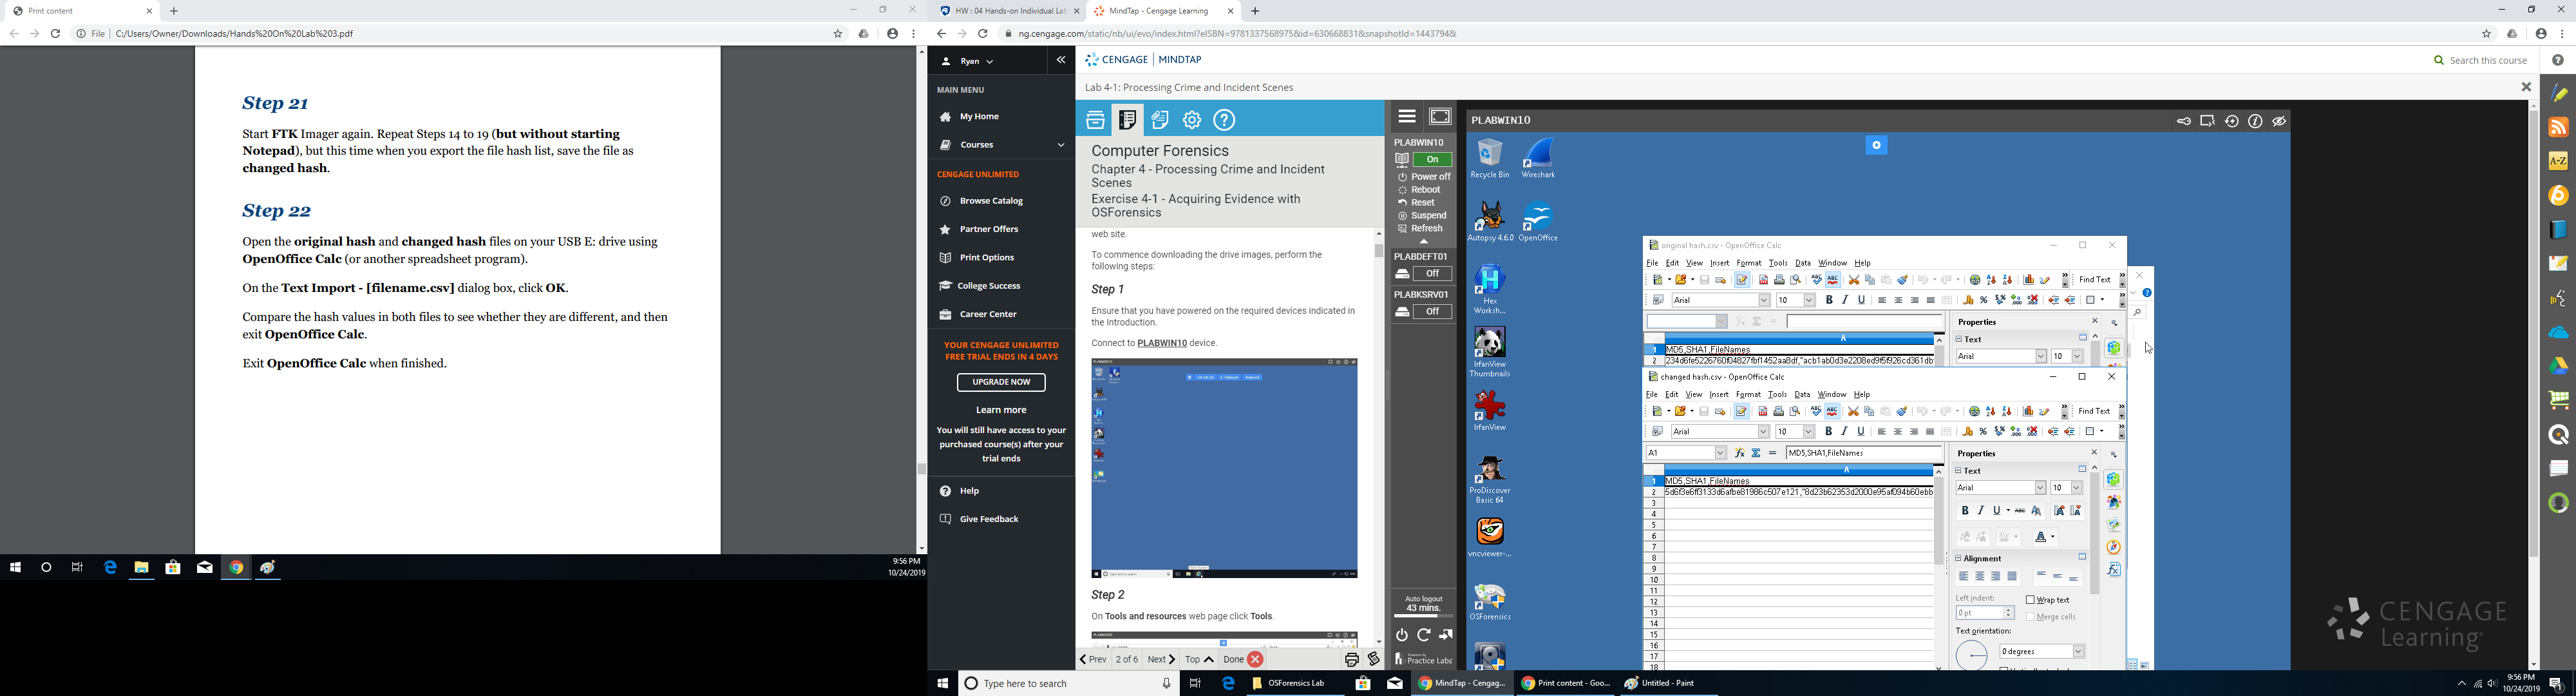 Print content
File | C:/Users/Owner/Downloads/Hands%20On%20Lab%203.pdf
Step 21
Start FTK Imager again. Repeat Steps 14 to 19 (but without starting
Notepad), but this time when you export the file hash list, save the file as
changed hash.
Step 22
Open the original hash and changed hash files on your USB E: drive using
OpenOffice Calc (or another spreadsheet program).
On the Text Import - [filename.csv] dialog box, click OK.
Compare the hash values in both files to see whether they are different, and then
exit OpenOffice Calc.
Exit OpenOffice Calc when finished.
9:56 PM
10/24/2019
HW : 04 Hands-on Individual Lab
MindTap - Cengage Learning
ng.cengage.com/static/nb/ui/evo/index.html?eISBN=9781337568975&id=630668831&snapshotId=1443794&
Ryan
MAIN MENU
My Home
Courses
CENGAGE UNLIMITED
Browse Catalog
Partner Offers
Print Options
College Success
Career Center
YOUR CENGAGE UNLIMITED
FREE TRIAL ENDS IN 4 DAYS
UPGRADE NOW
Learn more
You will still have access to your
purchased course(s) after your
trial ends
Help
Give Feedback
CENGAGE | MINDTAP
Search this course
Lab 4-1: Processing Crime and Incident Scenes
Computer Forensics
Chapter 4 - Processing Crime and Incident
Scenes
Exercise 4-1 - Acquiring Evidence with
OSForensics
web site.
To commence downloading the drive images, perform the
following steps:
Step 1
Ensure that you have powered on the required devices indicated in
the Introduction.
Connect to PLABWIN10 device.
Step 2
On Tools and resources web page click Tools.
Prev 2 of 6 Next Top Done
PLABWIN10
On
Power off
Reboot
Reset
Suspend
Refresh
PLABDEFT01
Off
PLABKSRV01
Off
Auto logout
43 mins.
Practice Labs
PLABWIN10
Recycle Bin
Wireshark
Autopsy 4.6.0
OpenOffice
Hex
Worksh...
IrfanView
Thumbnails
IrfanView
ProDiscover
Basic 64
vncviewer-...
OSForensics
original hash.csv - OpenOffice Calc
File Edit View Insert Format Tools Data Window Help
Find Text
Arial 10
Properties
A
Text
1 MD5,SHA1,FileNames
Arial 10
2 234d6fe5226760f04827fbf1452aa8df,"acb1ab0d3e2208ed9f5f926cd361db
changed hash.csv - OpenOffice Calc
File Edit View Insert Format Tools Data Window Help
Find Text
Arial 10
A1 MD5,SHA1,FileNames
Properties
A
Text
1 MD5,SHA1,FileNames
Arial 10
2 5d6f3e6ff3133d6afbe81986c507e121,"8d23b62353d2000e95af094b60ebb
3
4
5
6
7
8
9
10
11
12
13
14
15
16
17
18
Alignment
Left indent:
0 pt
Wrap text
Merge cells
Text orientation:
0 degrees
CENGAGE
Learning
Type here to search
OSForensics Lab
MindTap - Cengag...
Print content - Goo...
Untitled - Paint
9:56 PM
10/24/2019